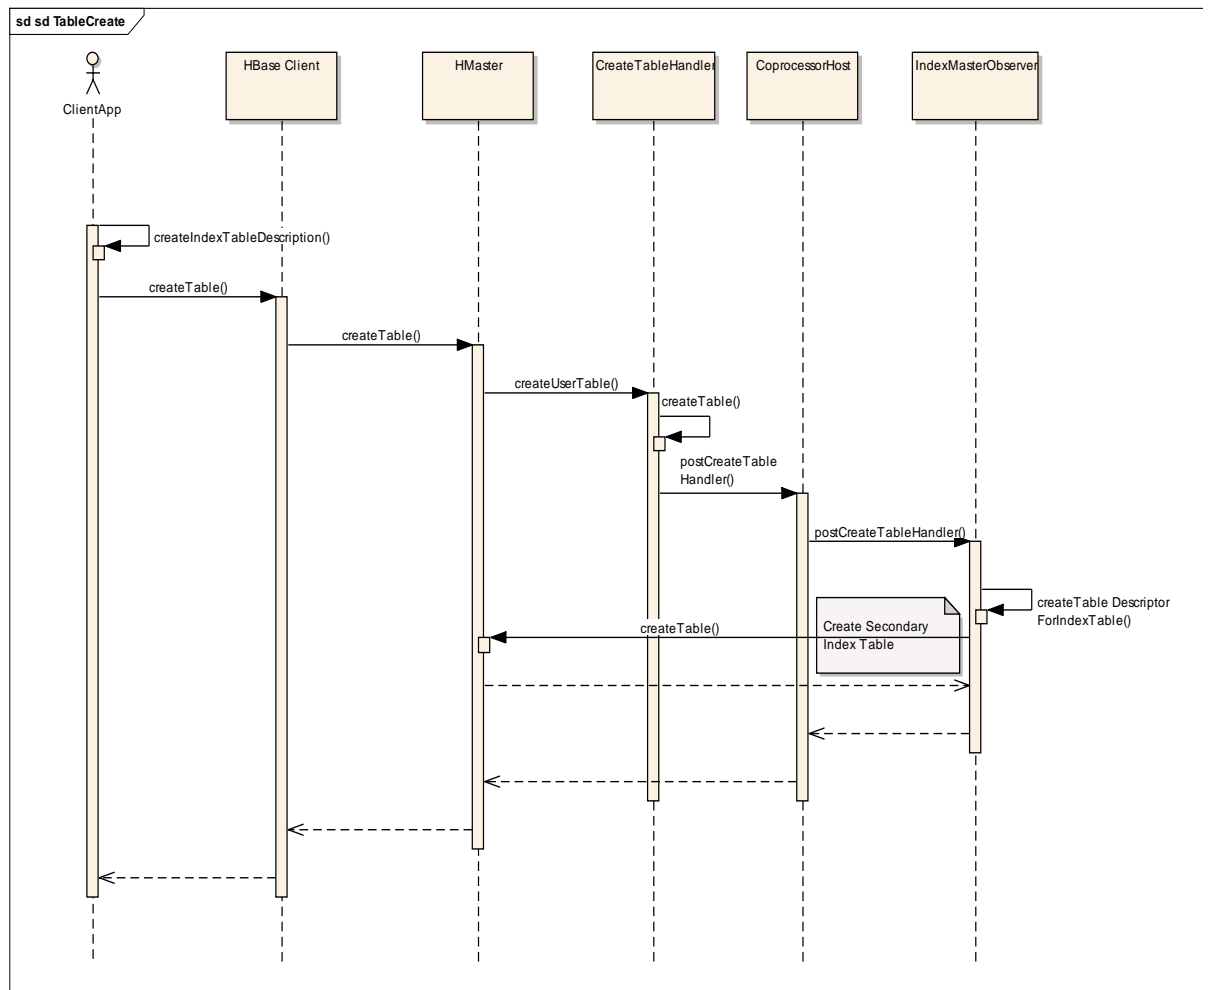 sd sd TableCreate
ClientApp
HBase Client
HMaster
CreateTableHandler
CoprocessorHost
IndexMasterObserver
createIndexTableDescription()
createTable()
createTable()
createUserTable()
createTable()
postCreateTable
Handler()
postCreateTableHandler()
createTable Descriptor
ForIndexTable()
Create Secondary
Index Table
createTable()